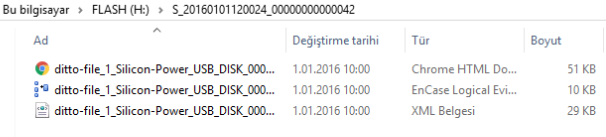 Bu bilgisayar > FLASH (H:) > S_20160101120024_00000000000042
Ad Değiştirme tarihi Tür Boyut
ditto-file_1_Silicon-Power_USB_DISK_000... 1.01.2016 10:00 Chrome HTML Do... 51 KB
ditto-file_1_Silicon-Power_USB_DISK_000... 1.01.2016 10:00 EnCase Logical Evi... 10 KB
ditto-file_1_Silicon-Power_USB_DISK_000... 1.01.2016 10:00 XML Belgesi 29 KB